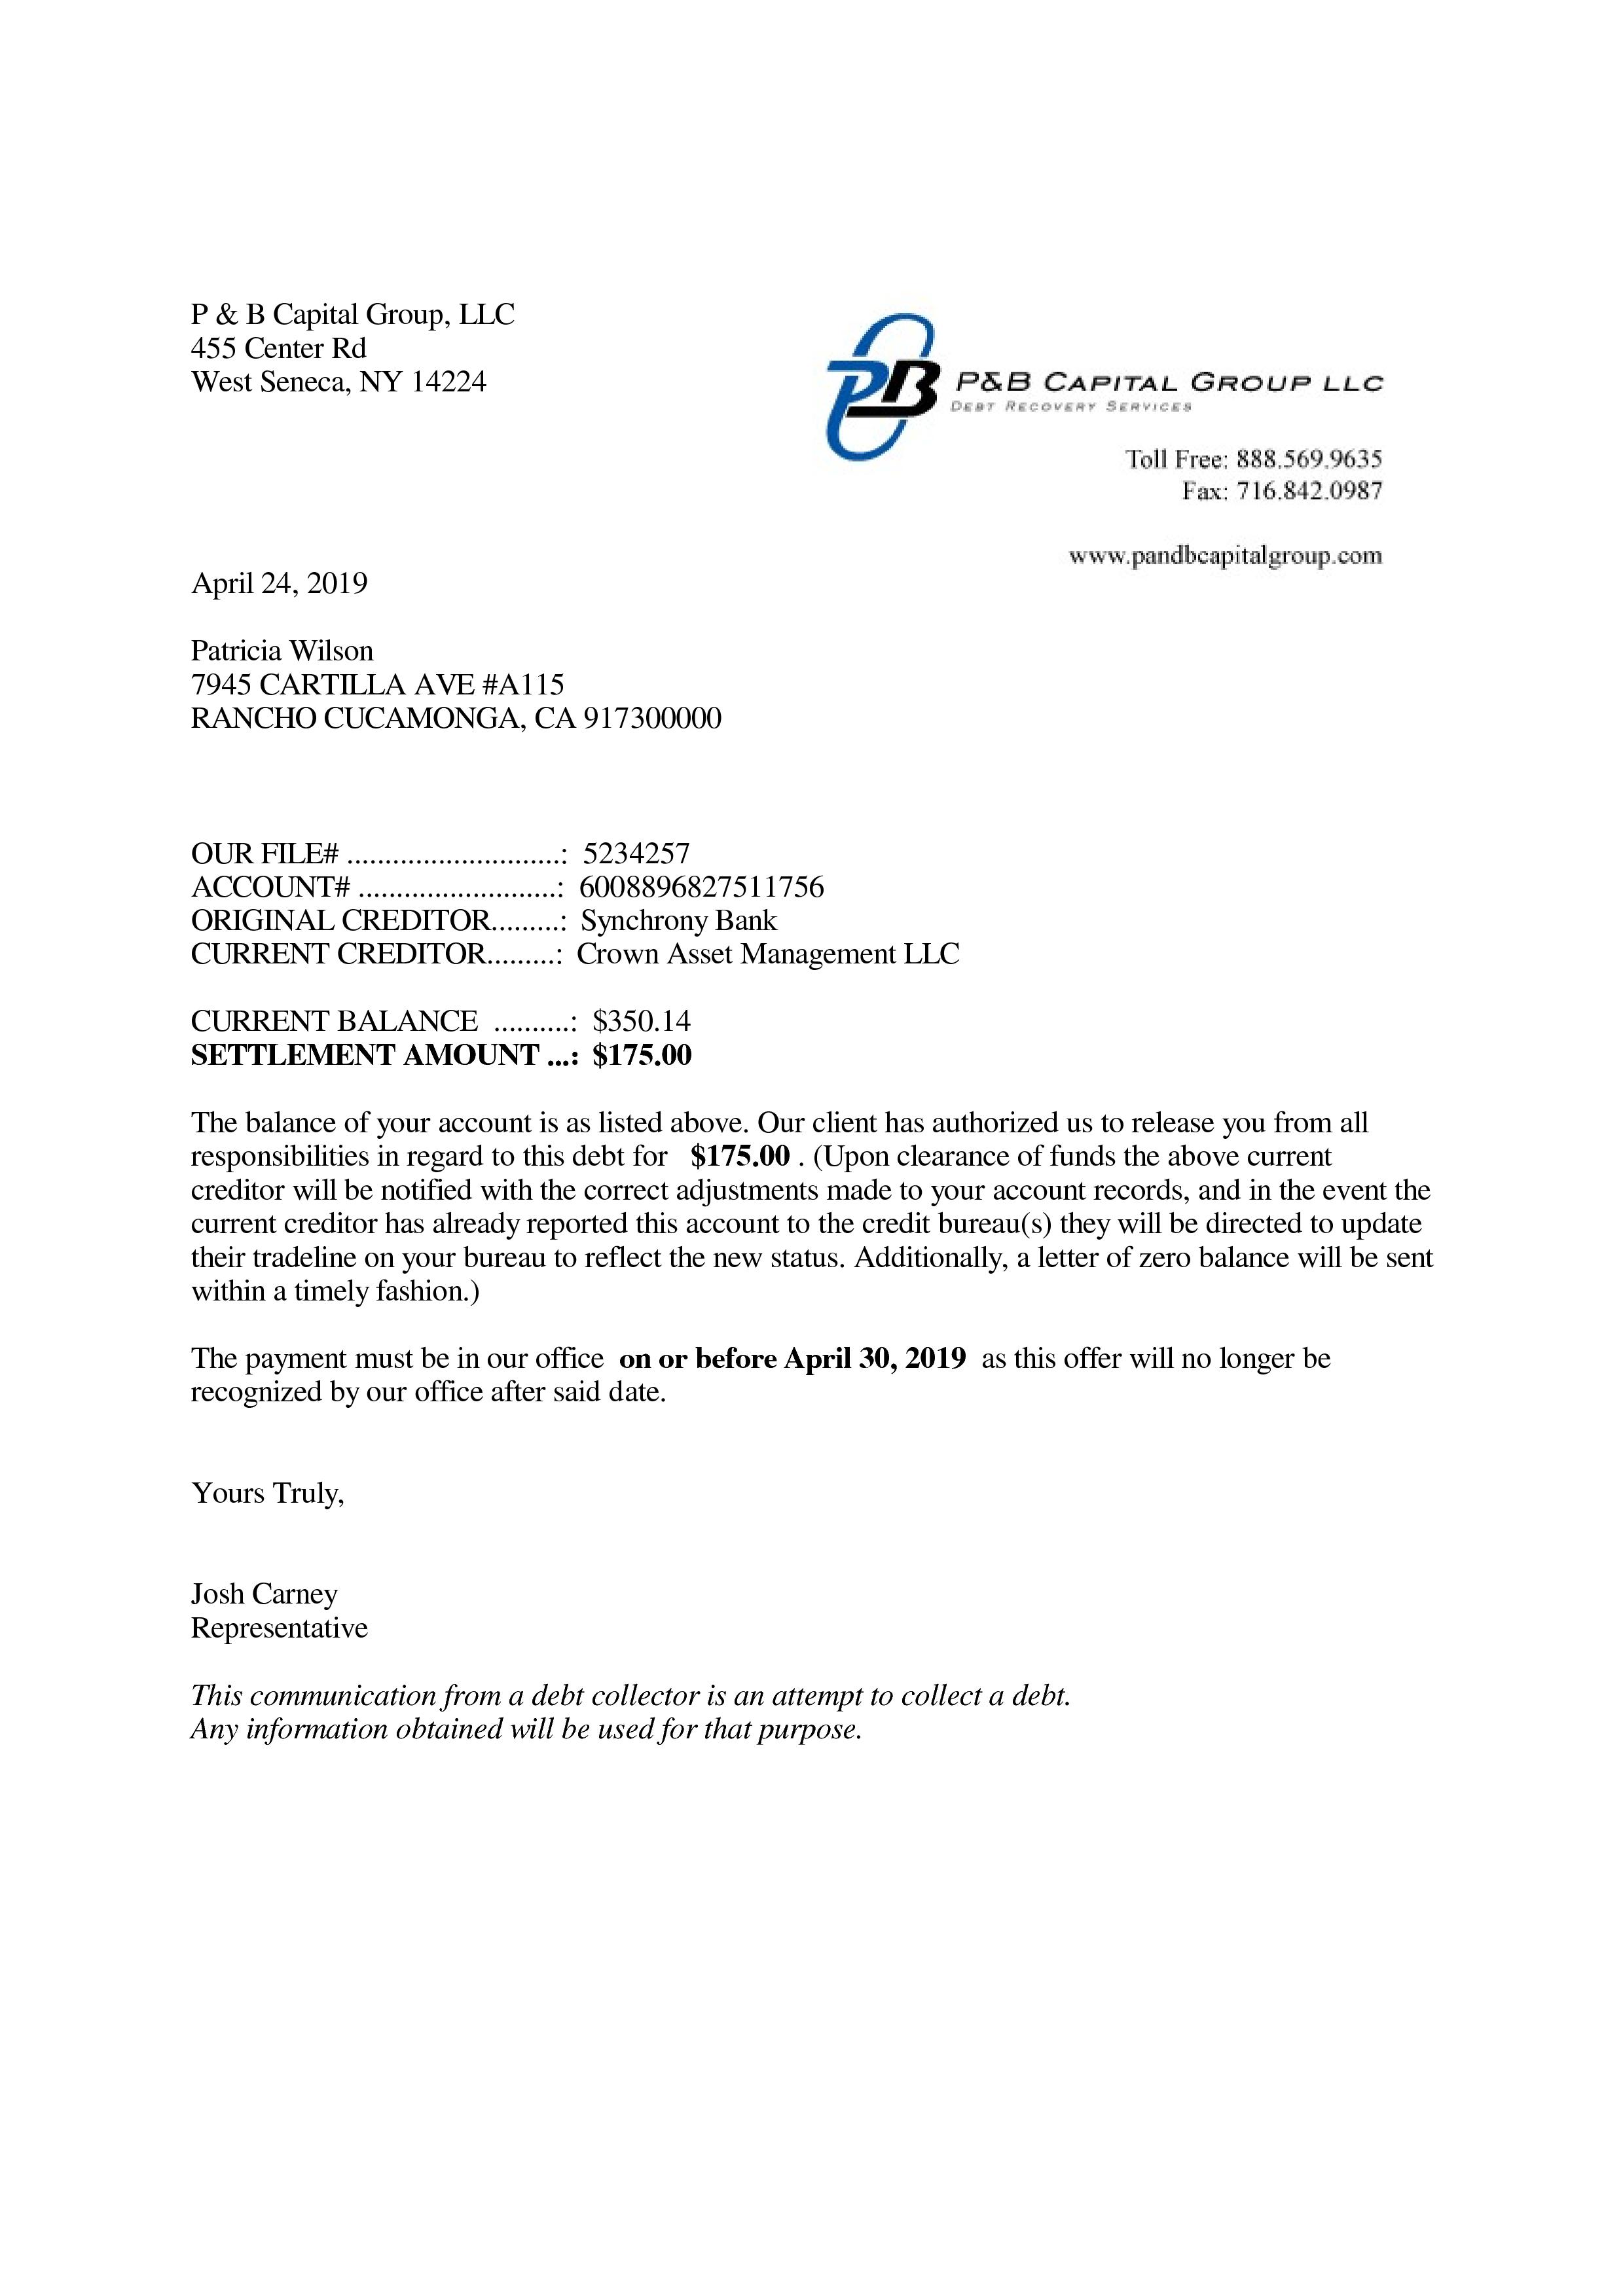 P & B Capital Group, LLC
455 Center Rd
West Seneca, NY 14224
PB P&B CAPITAL GROUP LLC
DEBT RECOVERY SERVICES
Toll Free: 888.569.9635
Fax: 716.842.0987
www.pandbcapitalgroup.com
April 24, 2019
Patricia Wilson
7945 CARTILLA AVE #A115
RANCHO CUCAMONGA, CA 917300000
OUR FILE# ............................: 5234257
ACCOUNT# ..........................: 6008896827511756
ORIGINAL CREDITOR.........: Synchrony Bank
CURRENT CREDITOR.........: Crown Asset Management LLC
CURRENT BALANCE ..........: $350.14
SETTLEMENT AMOUNT ...: $175.00
The balance of your account is as listed above. Our client has authorized us to release you from all
responsibilities in regard to this debt for $175.00 . (Upon clearance of funds the above current
creditor will be notified with the correct adjustments made to your account records, and in the event the
current creditor has already reported this account to the credit bureau(s) they will be directed to update
their tradeline on your bureau to reflect the new status. Additionally, a letter of zero balance will be sent
within a timely fashion.)
The payment must be in our office on or before April 30, 2019 as this offer will no longer be
recognized by our office after said date.
Yours Truly,
Josh Carney
Representative
This communication from a debt collector is an attempt to collect a debt.
Any information obtained will be used for that purpose.